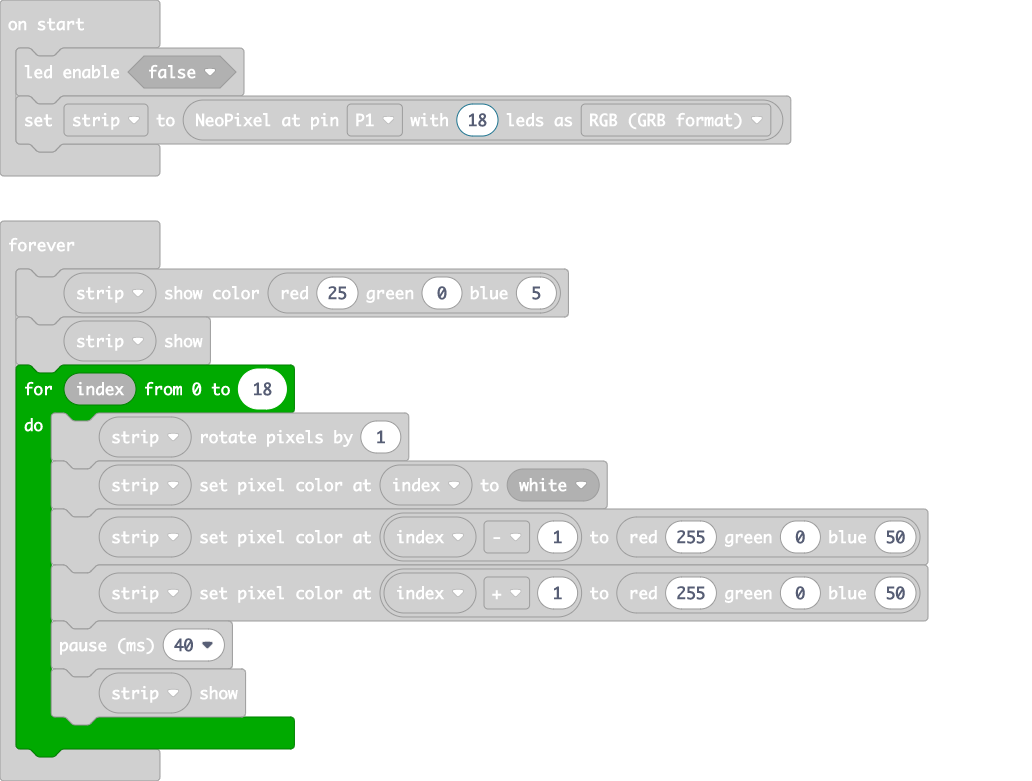 on start
led enable false
set strip to NeoPixel at pin P1 with 18 leds as RGB (GRB format)
forever
strip show color red 25 green 0 blue 5
strip show
for index from 0 to 18
do
strip rotate pixels by 1
strip set pixel color at index to white
strip set pixel color at index - 1 to red 255 green 0 blue 50
strip set pixel color at index + 1 to red 255 green 0 blue 50
pause (ms) 40
strip show